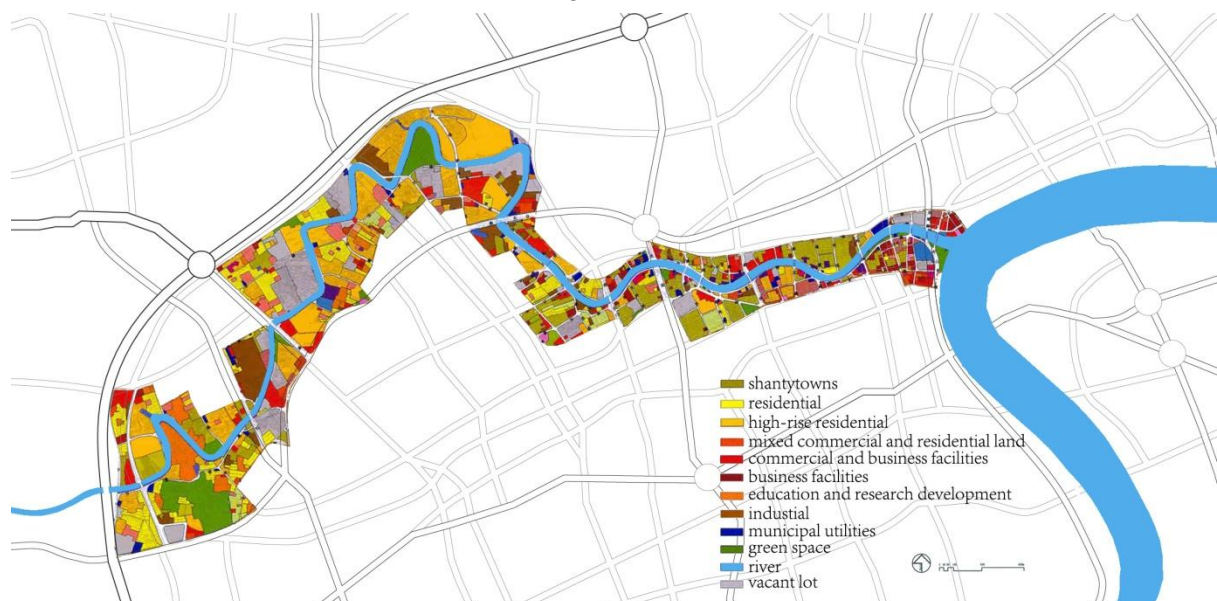 shantytowns
residential
high-rise residential
mixed commercial and residential land
commercial and business facilities
business facilities
education and research development
industial
municipal utilities
green space
river
vacant lot